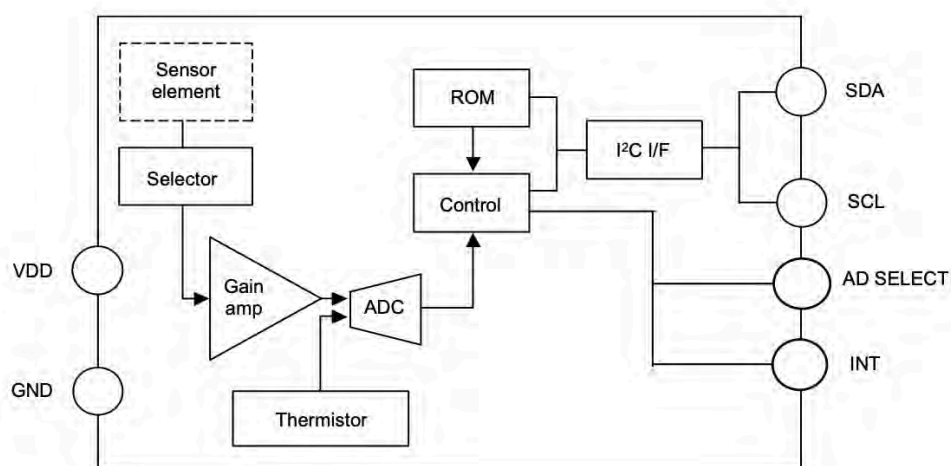 Sensor
element
ROM
SDA
I²C I/F
Selector
Control
SCL
VDD
Gain
amp
ADC
AD SELECT
INT
GND
Thermistor